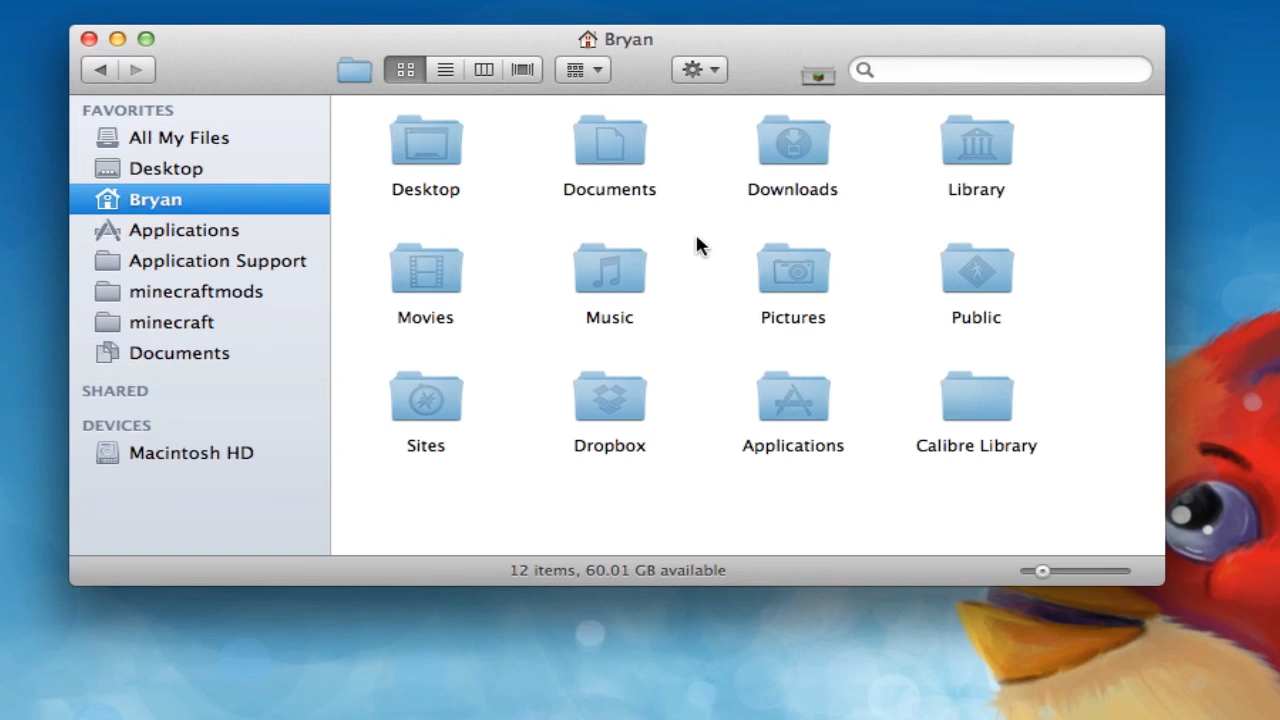 Bryan
FAVORITES
All My Files
Desktop
Bryan
Applications
Application Support
minecraftmods
minecraft
Documents
SHARED
DEVICES
Macintosh HD
Desktop
Documents
Downloads
Library
Movies
Music
Pictures
Public
Sites
Dropbox
Applications
Calibre Library
12 items, 60.01 GB available